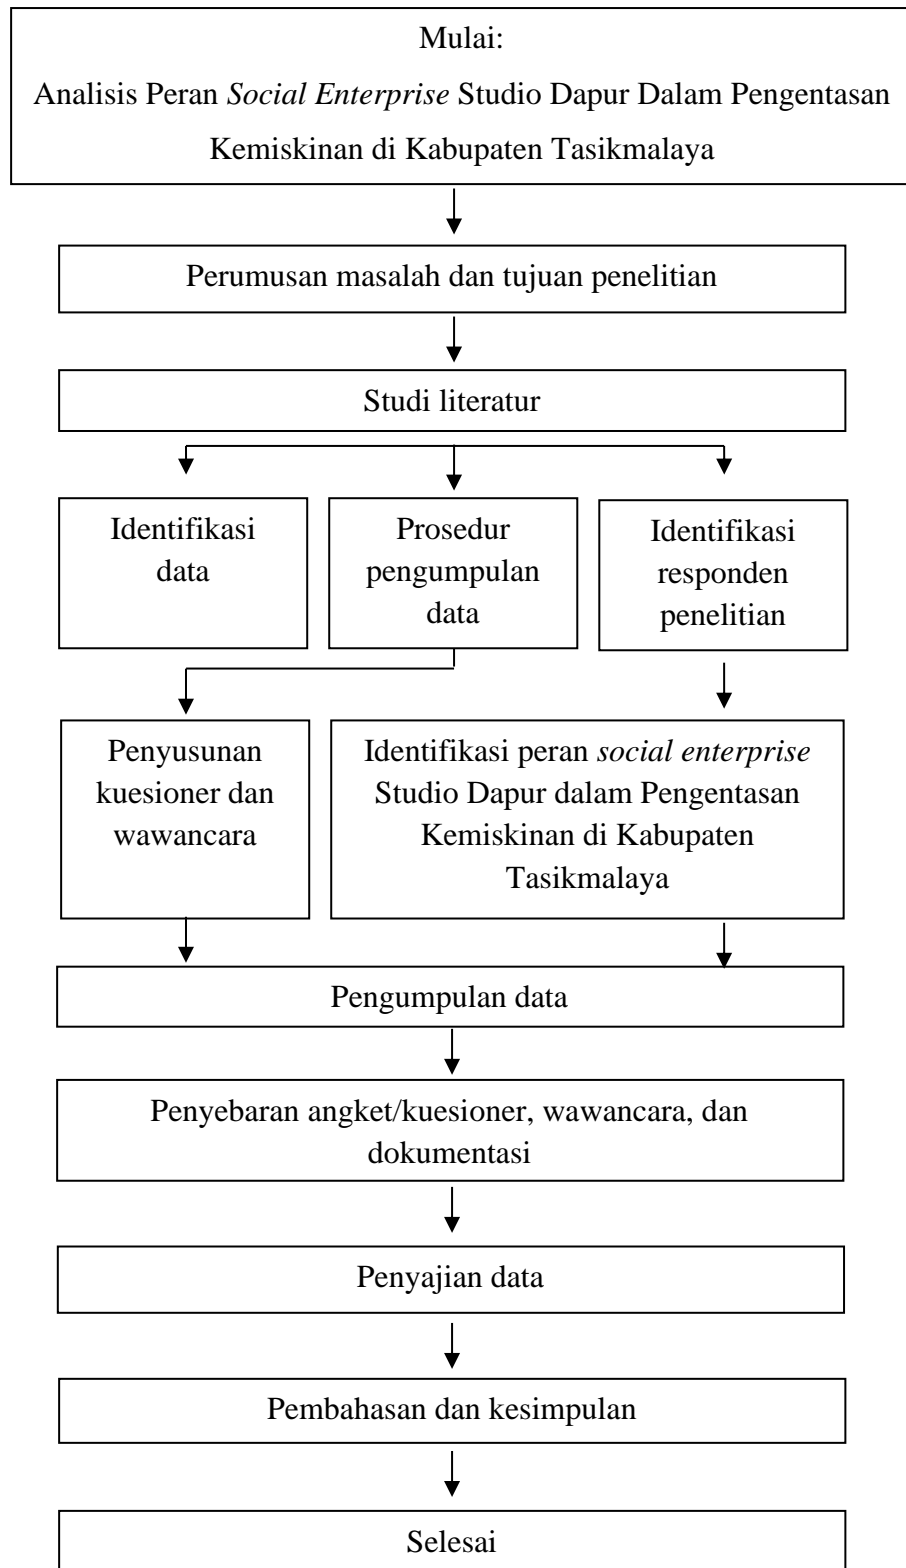 Mulai:
Analisis Peran Social Enterprise Studio Dapur Dalam Pengentasan
Kemiskinan di Kabupaten Tasikmalaya
Perumusan masalah dan tujuan penelitian
Studi literatur
Identifikasi
data
Prosedur
pengumpulan
data
Identifikasi
responden
penelitian
Penyusunan
kuesioner dan
wawancara
Identifikasi peran social enterprise
Studio Dapur dalam Pengentasan
Kemiskinan di Kabupaten
Tasikmalaya
Pengumpulan data
Penyebaran angket/kuesioner, wawancara, dan
dokumentasi
Penyajian data
Pembahasan dan kesimpulan
Selesai